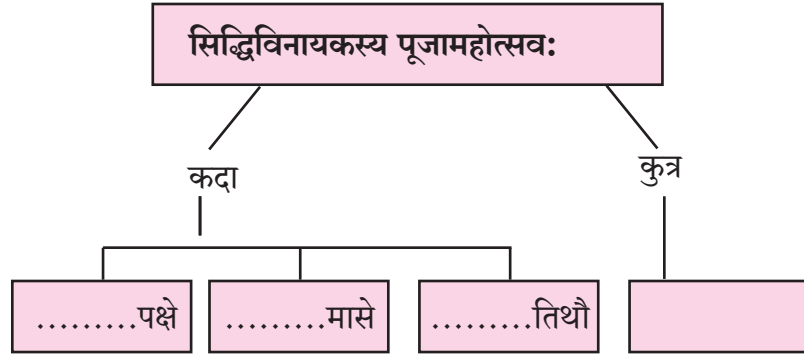 सिद्धिविनायकस्य पूजामहोत्सव:
कदा
कुत्र
.........पक्षे
.........मासे
.........तिथौ